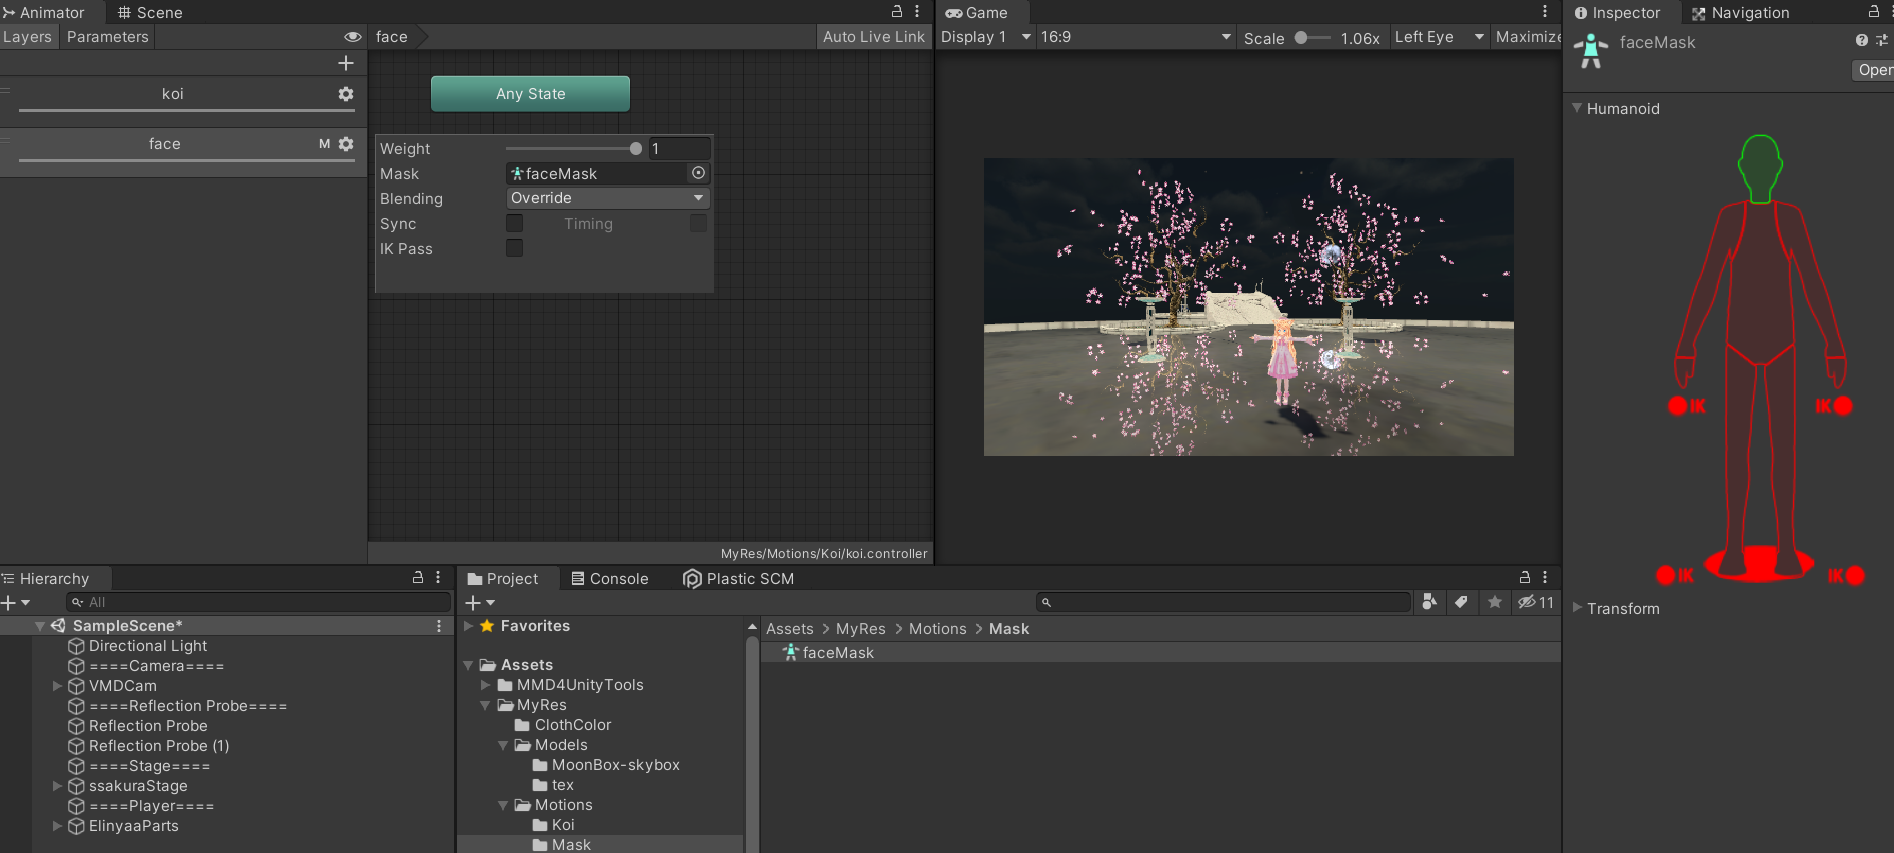 Animator
Scene
Layers
Parameters
face
Auto Live Link
koi
face
M
Any State
Weight
1
Mask
faceMask
Blending
Override
Sync
Timing
IK Pass
MyRes/Motions/Koi/koi.controller
Game
Display 1
16:9
Scale
1.06x
Left Eye
Maximize
Inspector
Navigation
faceMask
Open
Humanoid
IK
IK
IK
IK
Transform
Hierarchy
All
SampleScene*
Directional Light
====Camera====
VMDCam
====Reflection Probe====
Reflection Probe
Reflection Probe (1)
====Stage====
ssakuraStage
====Player====
ElinyaaParts
Project
Console
Plastic SCM
11
Favorites
Assets
MMD4UnityTools
MyRes
ClothColor
Models
MoonBox-skybox
tex
Motions
Koi
Mask
Assets > MyRes > Motions > Mask
faceMask